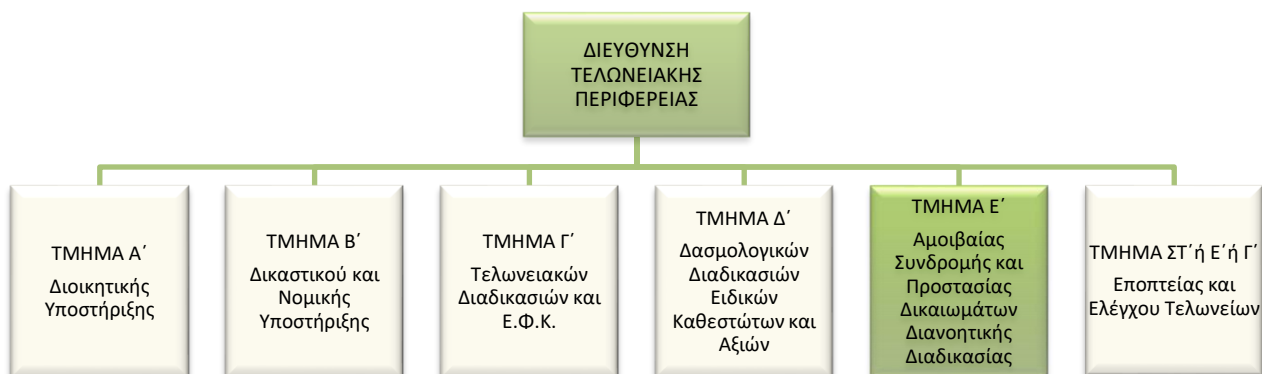 ΔΙΕΥΘΥΝΣΗ
ΤΕΛΩΝΕΙΑΚΗΣ
ΠΕΡΙΦΕΡΕΙΑΣ
ΤΜΗΜΑ Α΄
Διοικητικής
Υποστήριξης
ΤΜΗΜΑ Β΄
Δικαστικού και
Νομικής
Υποστήριξης
ΤΜΗΜΑ Γ΄
Τελωνειακών
Διαδικασιών και
Ε.Φ.Κ.
ΤΜΗΜΑ Δ΄
Δασμολογικών
Διαδικασιών
Ειδικών
Καθεστώτων και
Αξιών
ΤΜΗΜΑ Ε΄
Αμοιβαίας
Συνδρομής και
Προστασίας
Δικαιωμάτων
Διανοητικής
Διαδικασίας
ΤΜΗΜΑ ΣΤ΄ή Ε΄ή Γ΄
Εποπτείας και
Ελέγχου Τελωνείων